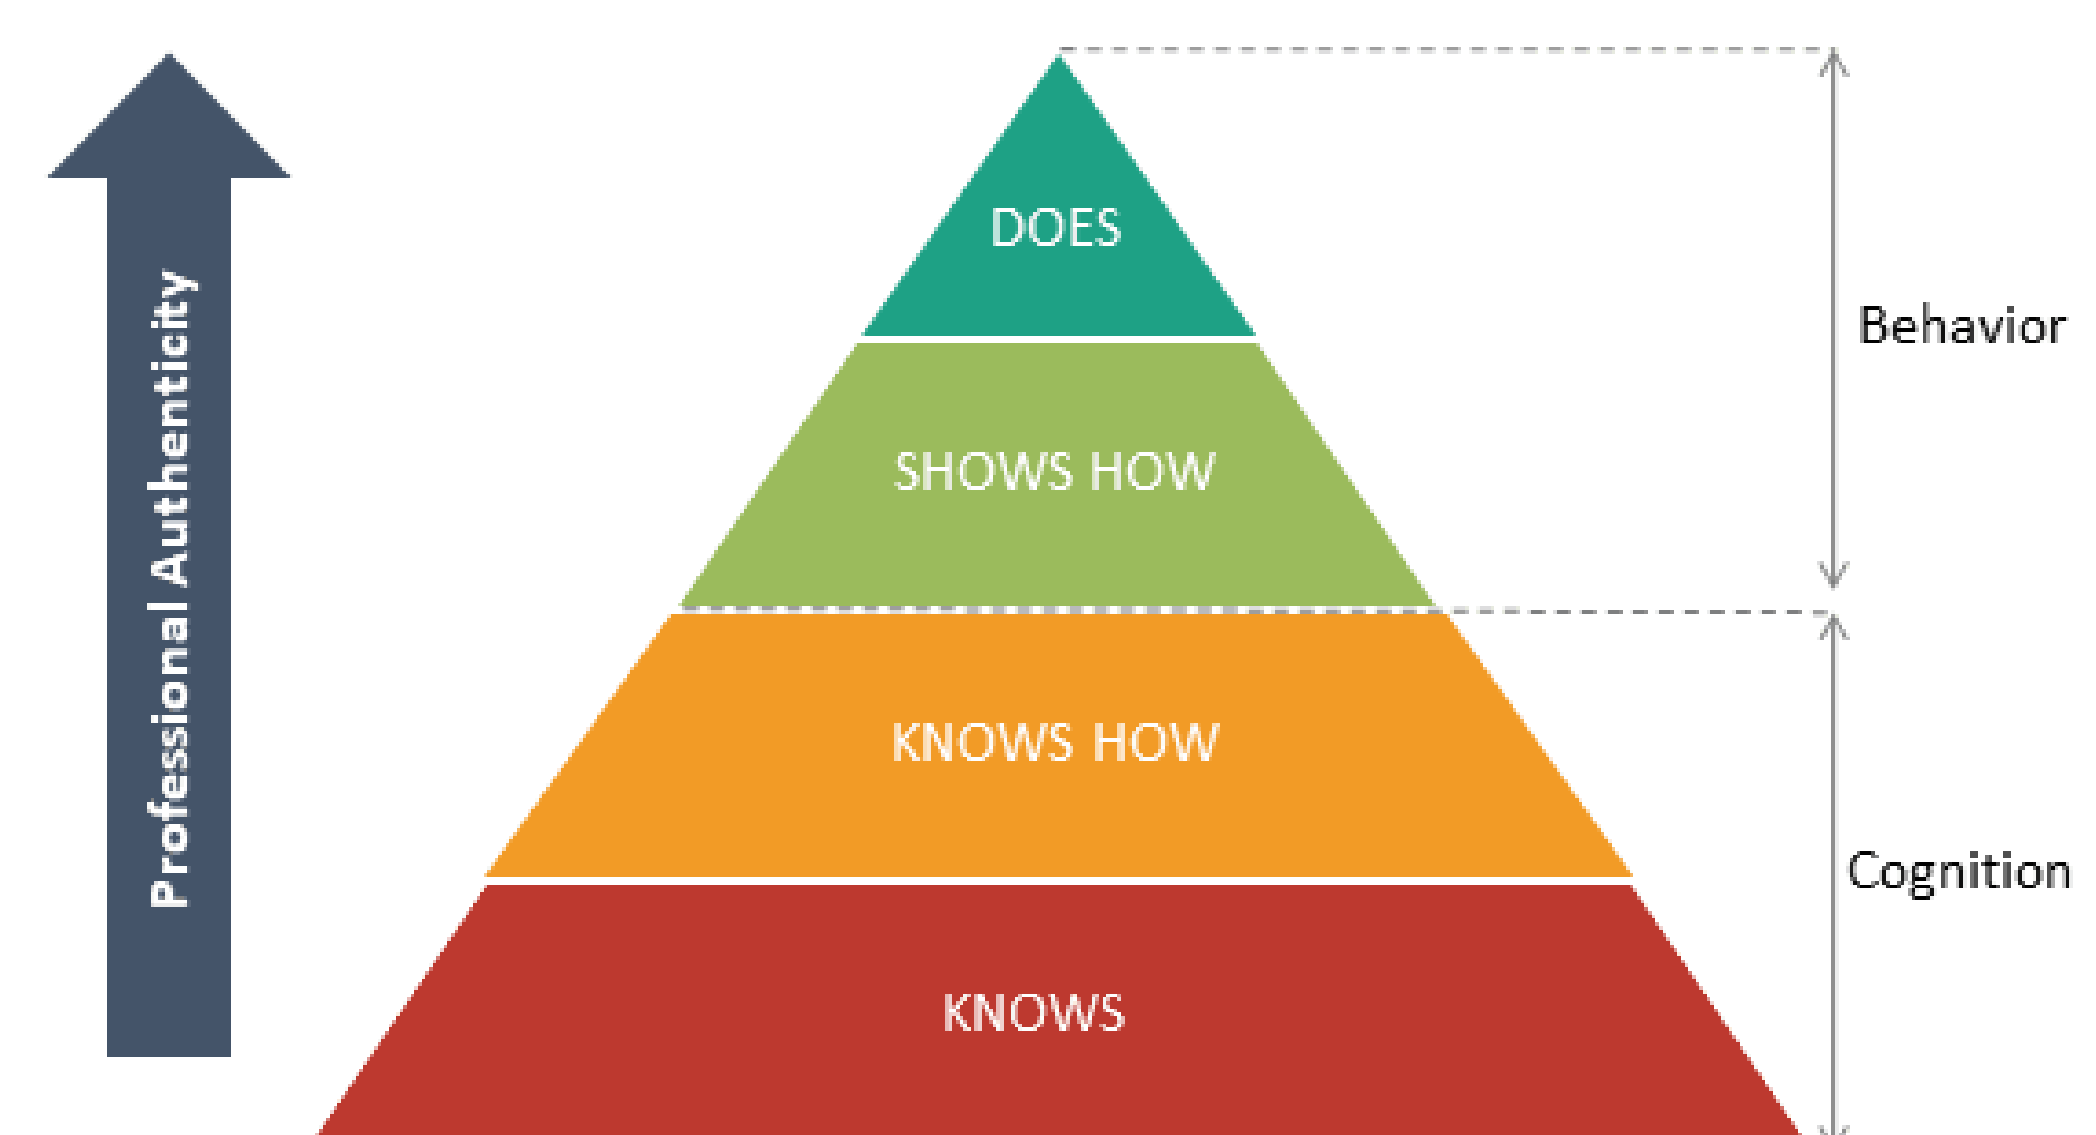 Professional Authenticity
DOES
SHOWS HOW
KNOWS HOW
KNOWS
Behavior
Cognition